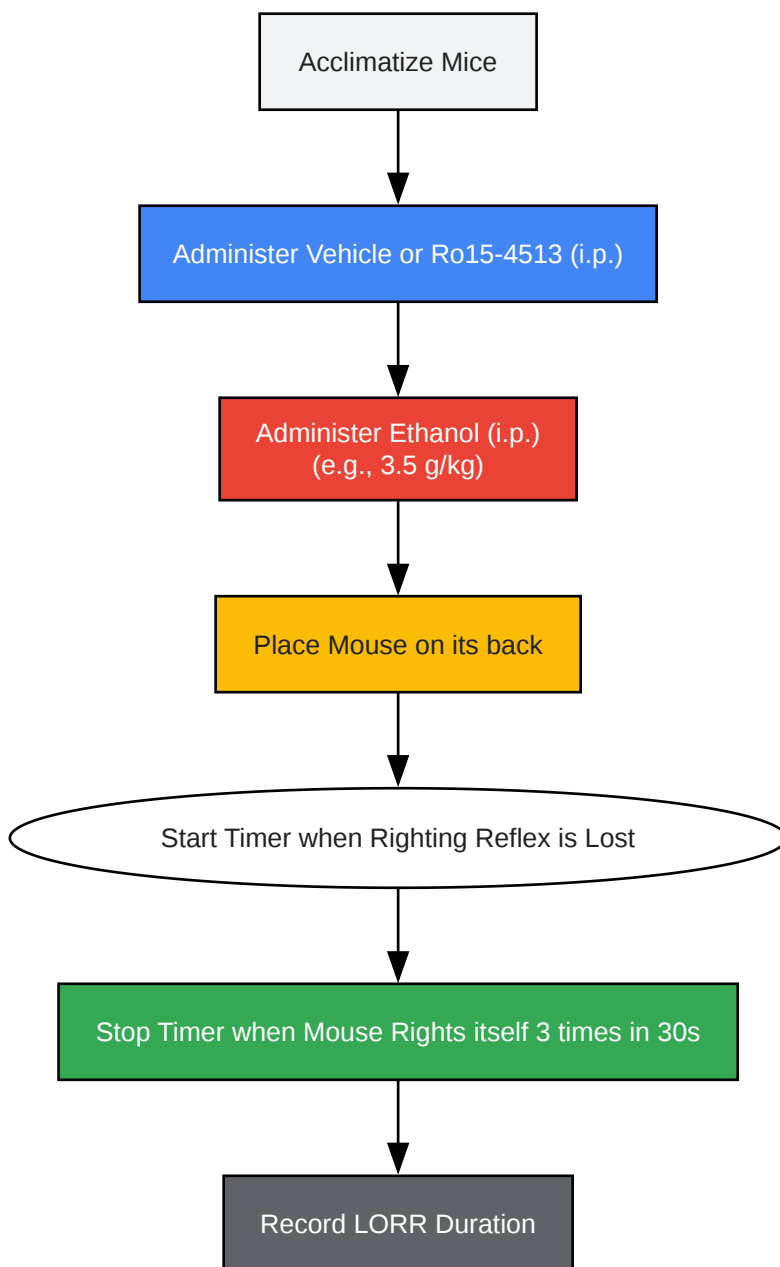 Acclimatize Mice
Administer Vehicle or Ro15-4513 (i.p.)
Administer Ethanol (i.p.)
(e.g., 3.5 g/kg)
Place Mouse on its back
Start Timer when Righting Reflex is Lost
Stop Timer when Mouse Rights itself 3 times in 30s
Record LORR Duration